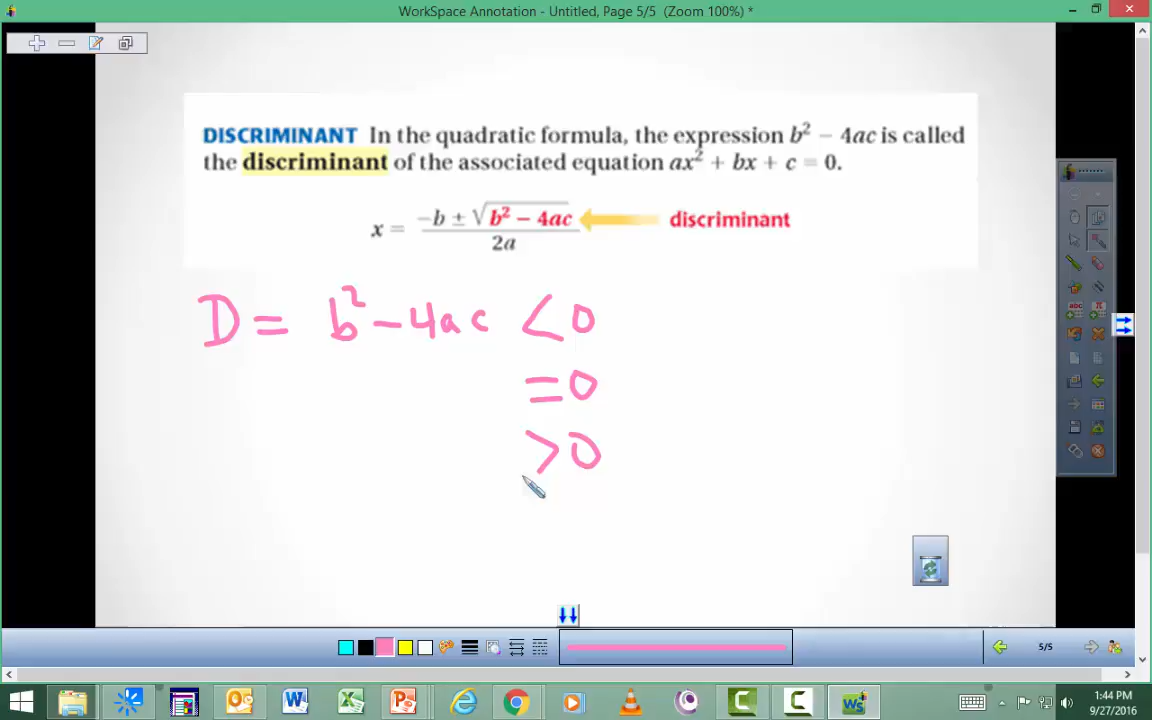 WorkSpace Annotation - Untitled, Page 5/5 (Zoom 100%) *
DISCRIMINANT In the quadratic formula, the expression b² − 4ac is called
the discriminant of the associated equation ax² + bx + c = 0.
x = −b ± √b² − 4ac / 2a discriminant
D = b² − 4ac < 0
= 0
> 0
abc π
5/5
W X P Ws
1:44 PM
9/27/2016